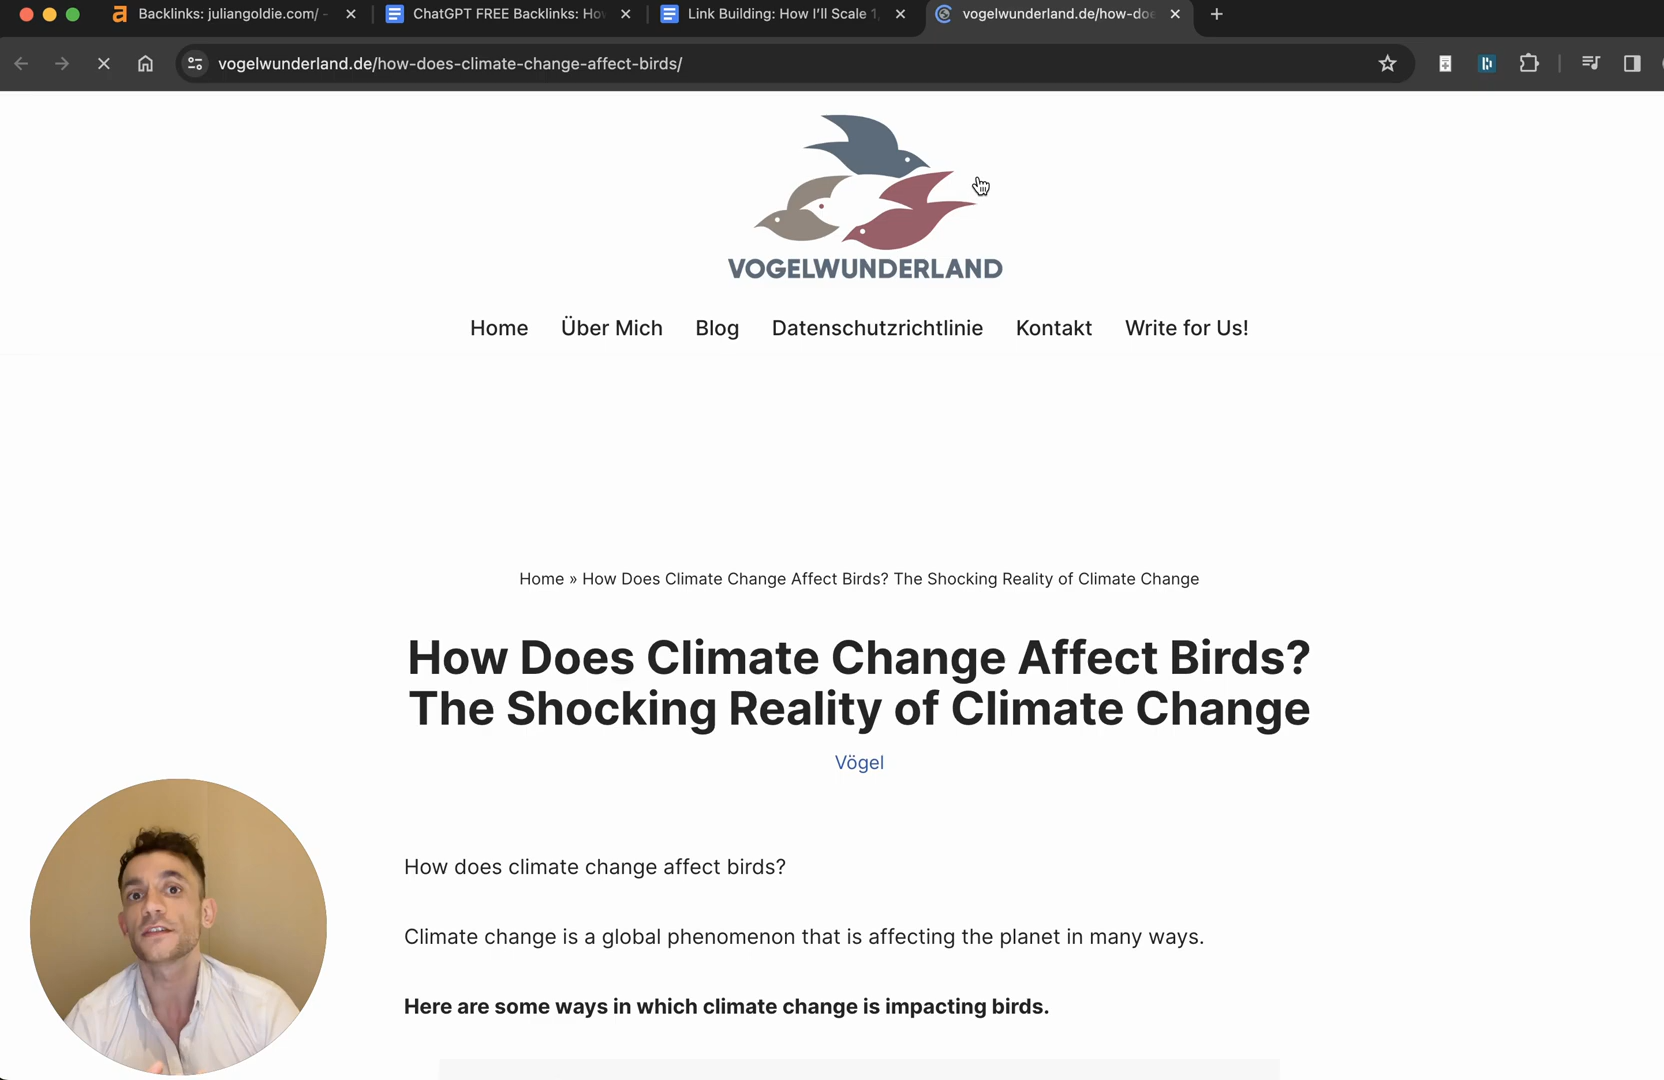 Backlinks: juliangoldie.com/ -
ChatGPT FREE Backlinks: Ho
Link Building: How I'll Scale 1,
vogelwunderland.de/how-doe
vogelwunderland.de/how-does-climate-change-affect-birds/
VOGELWUNDERLAND
Home Über Mich Blog Datenschutzrichtlinie Kontakt Write for Us!
Home » How Does Climate Change Affect Birds? The Shocking Reality of Climate Change
How Does Climate Change Affect Birds?
The Shocking Reality of Climate Change
Vögel
How does climate change affect birds?
Climate change is a global phenomenon that is affecting the planet in many ways.
Here are some ways in which climate change is impacting birds.